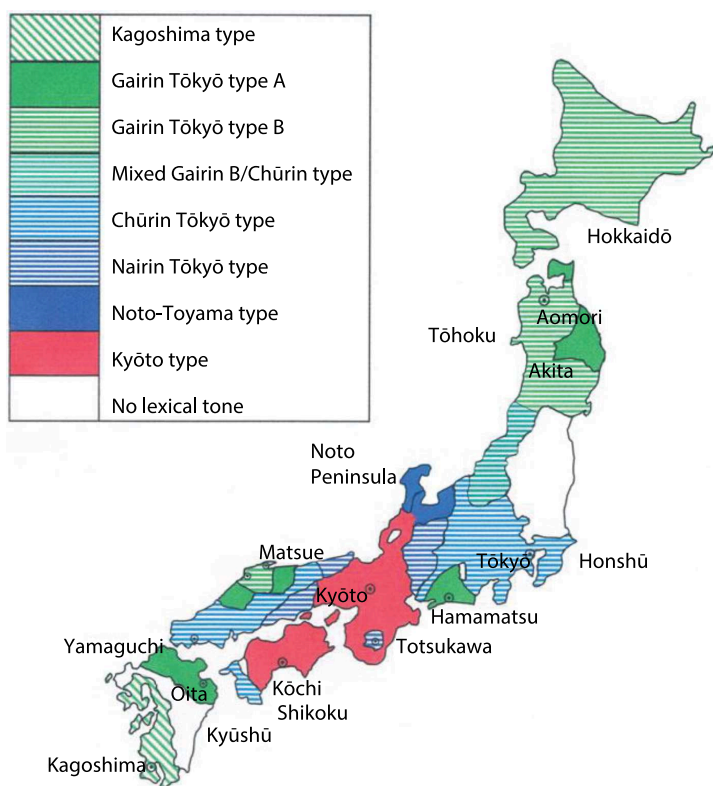 Kagoshima type
Gairin Tōkyō type A
Gairin Tōkyō type B
Mixed Gairin B/Chūrin type
Chūrin Tōkyō type
Nairin Tōkyō type
Noto-Toyama type
Kyōto type
No lexical tone
Hokkaidō
Aomori
Tōhoku
Akita
Noto
Peninsula
Matsue
Tōkyō
Honshū
Kyōto
Hamamatsu
Yamaguchi
Totsukawa
Oita
Kōchi
Shikoku
Kyūshū
Kagoshima